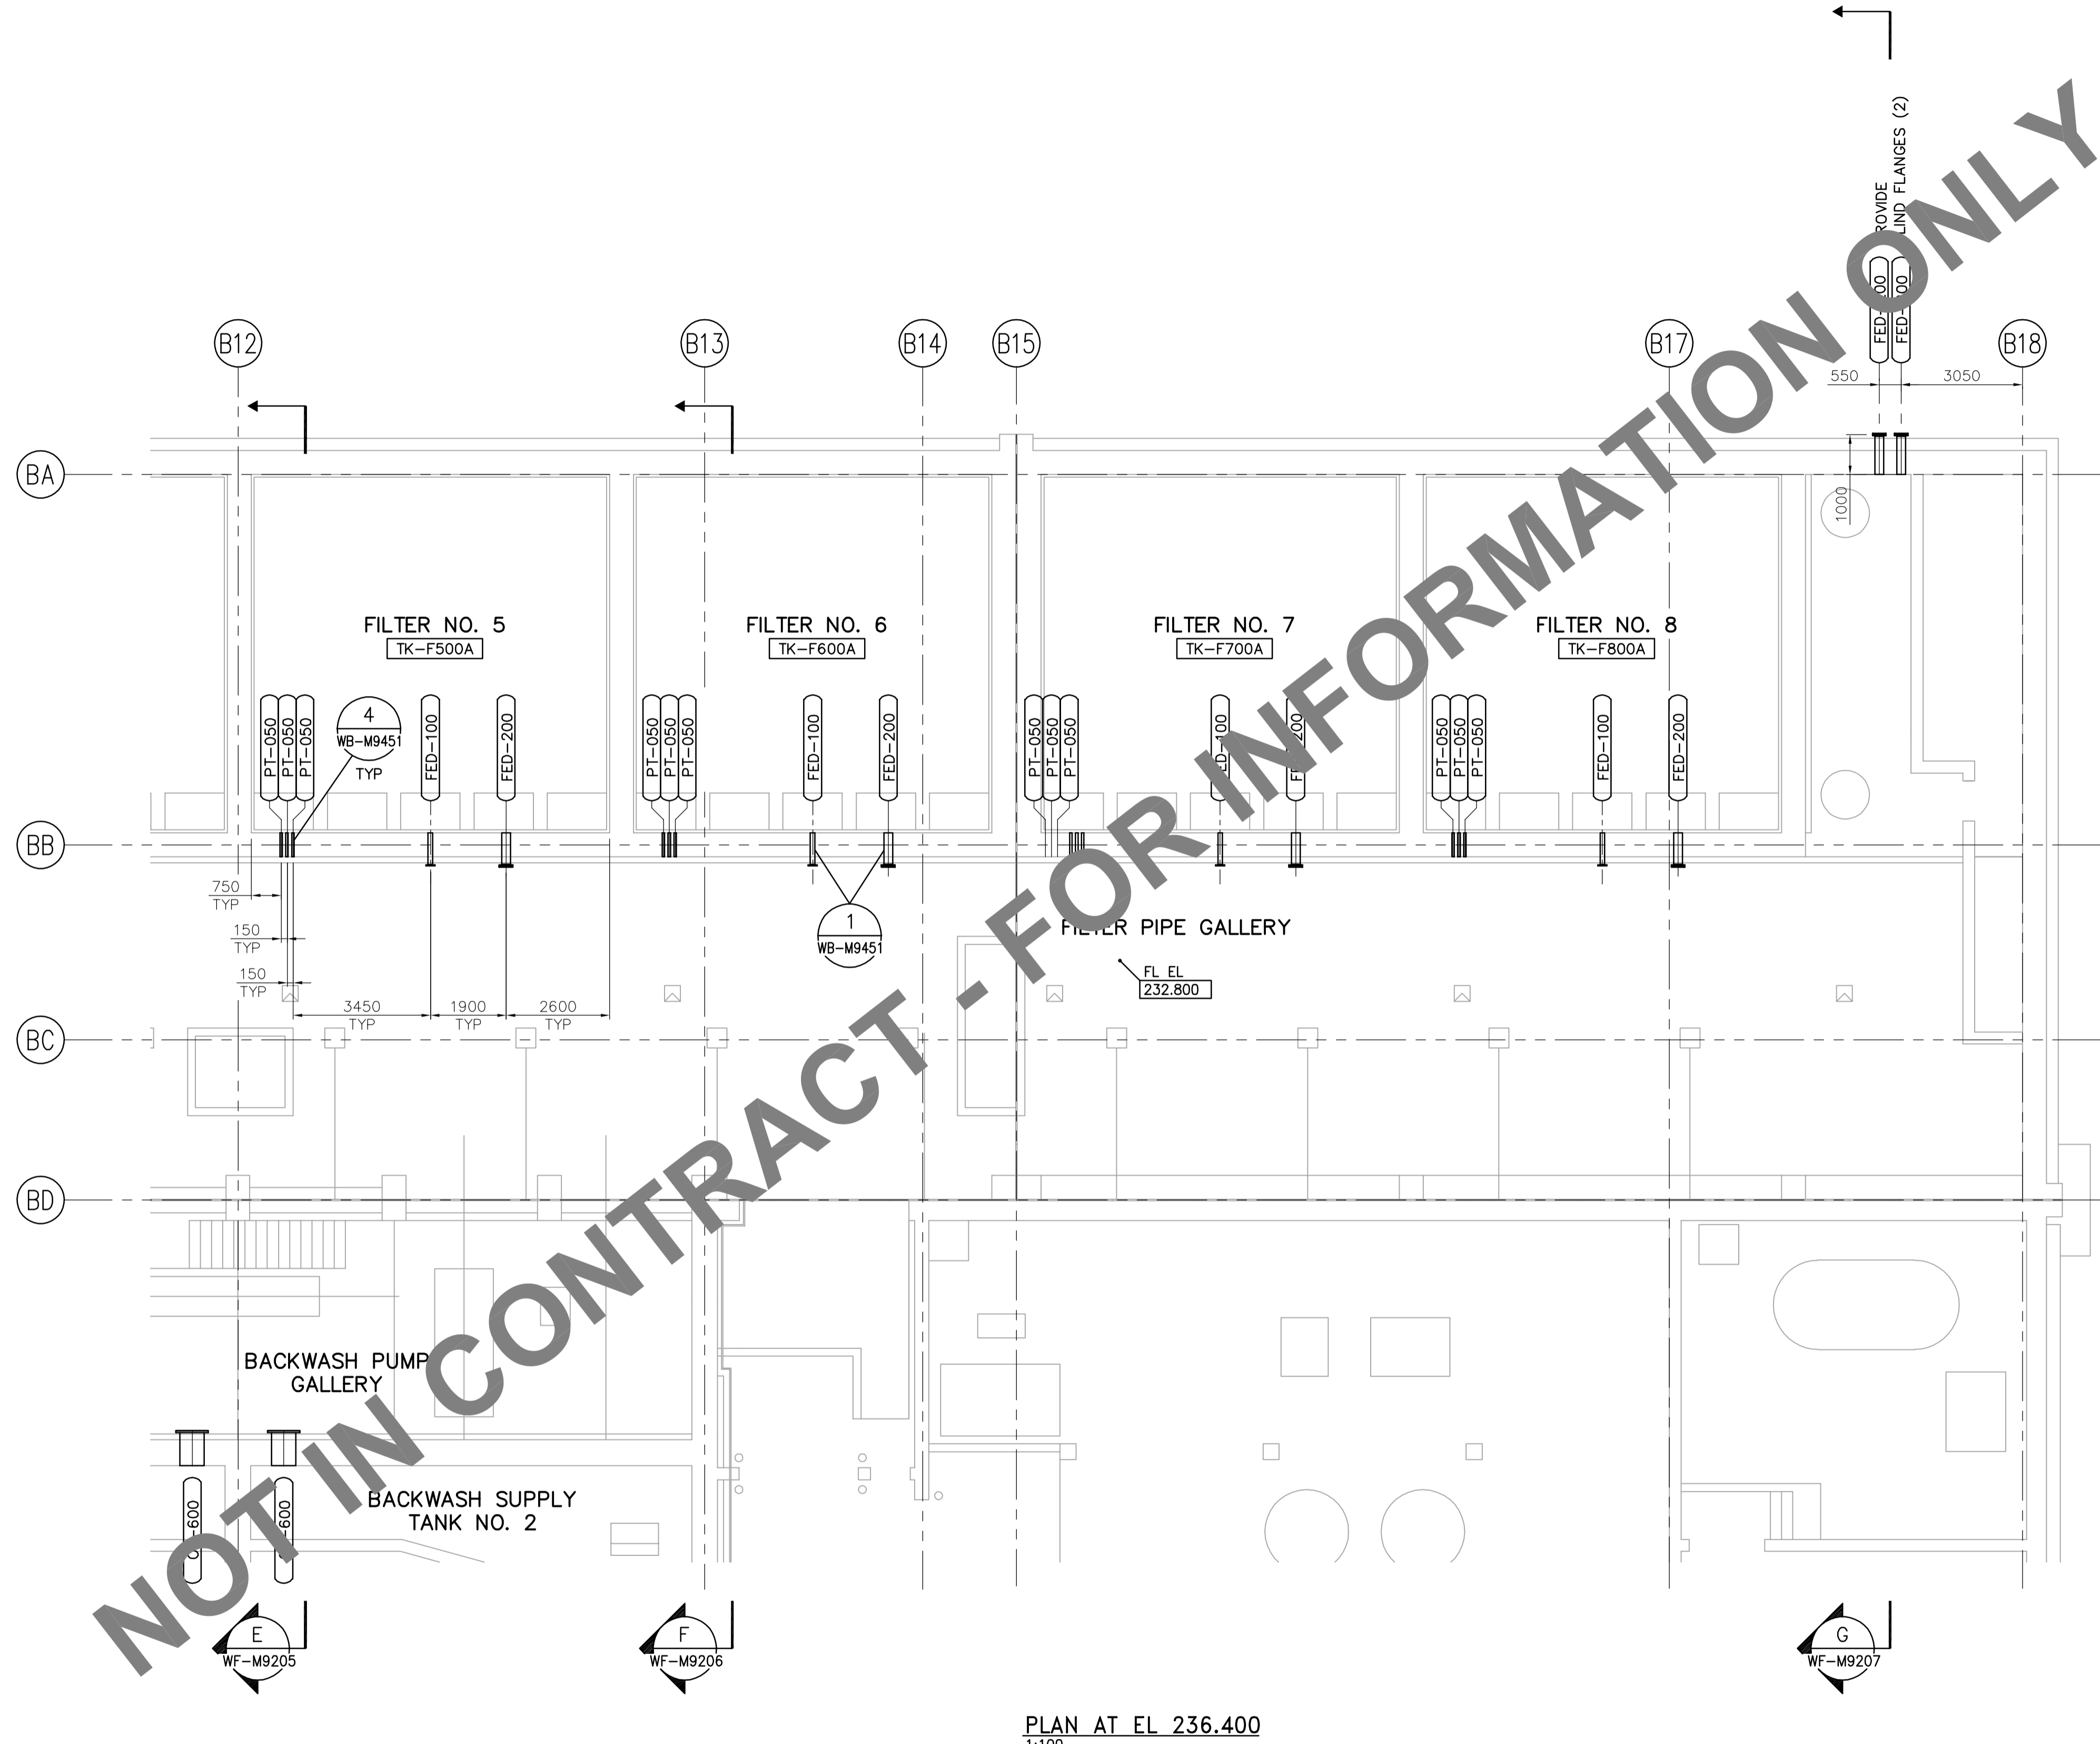 NOT IN CONTRACT - FOR INFORMATION ONLY
LIND FLANGES (2)
B12
B13
B14
B15
B17
B18
550
3050
1000
BA
BB
BC
BD
FILTER NO. 5
TK-F500A
FILTER NO. 6
TK-F600A
FILTER NO. 7
TK-F700A
FILTER NO. 8
TK-F800A
PT-050
PT-050
PT-050
4
WB-M9451
TYP
FED-100
FED-200
PT-050
PT-050
PT-050
FED-100
FED-200
PT-050
PT-050
PT-050
PT-050
PT-050
PT-050
FED-100
FED-200
750
TYP
150
TYP
150
TYP
3450
TYP
1900
TYP
2600
TYP
1
WB-M9451
FILTER PIPE GALLERY
FL EL
232.800
BACKWASH PUMP
GALLERY
BACKWASH SUPPLY
TANK NO. 2
E
WF-M9205
F
WF-M9206
G
WF-M9207
PLAN AT EL 236.400